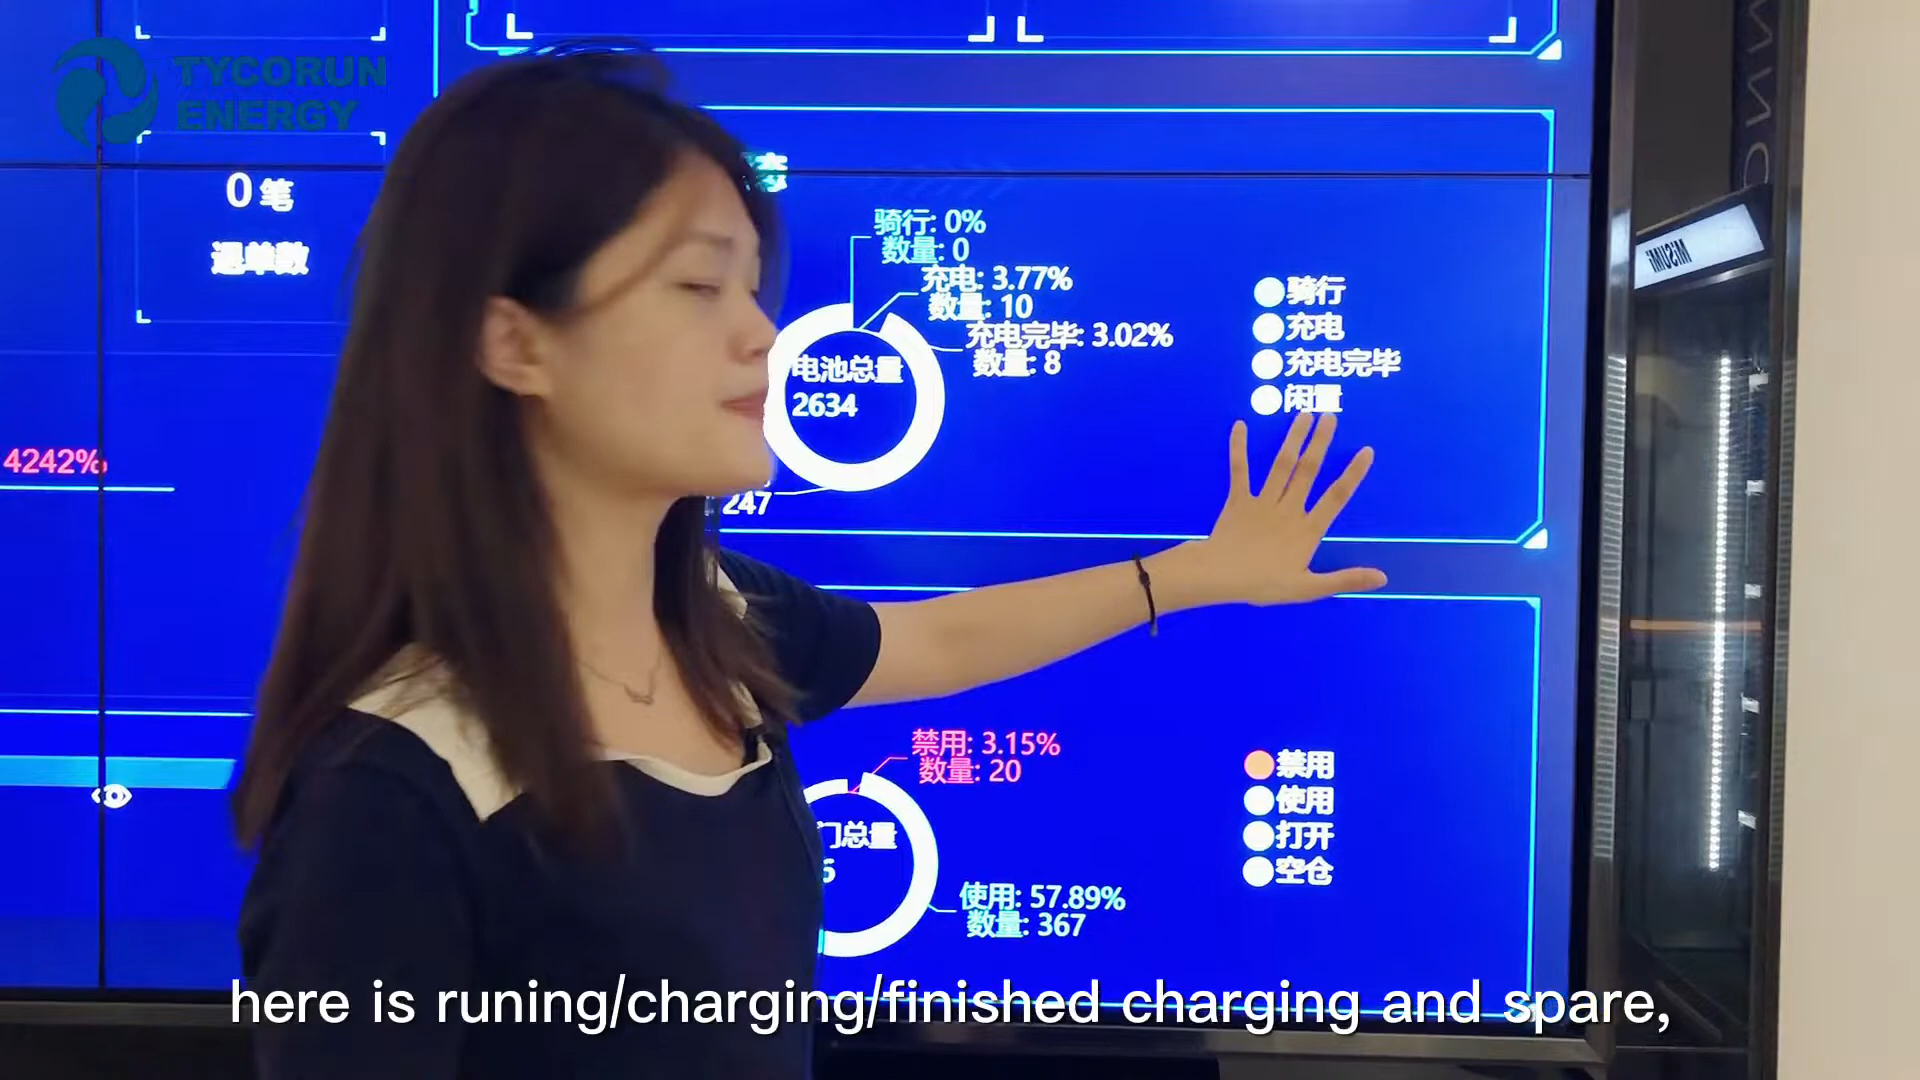 TYCORUN
ENERGY
0 笔
退单数
4242%
骑行: 0%
数量: 0
充电: 3.77%
数量: 10
充电完毕: 3.02%
数量: 8
电池总量
2634
247
骑行
充电
充电完毕
闲置
禁用: 3.15%
数量: 20
门总量
使用: 57.89%
数量: 367
禁用
使用
打开
空仓
here is runing/charging/finished charging and spare,